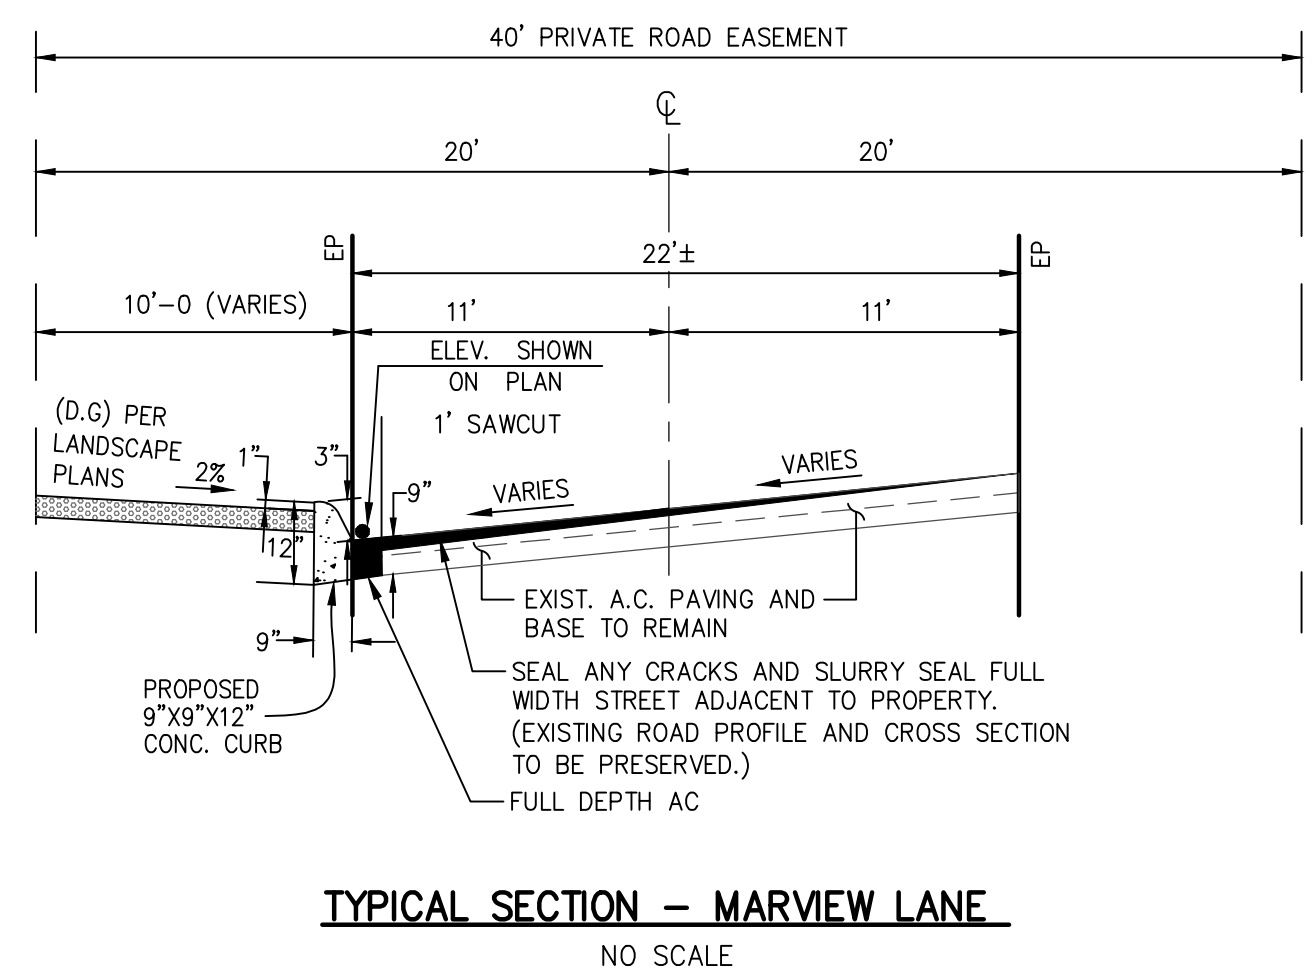 40' PRIVATE ROAD EASEMENT
℄
20'
20'
EP
22'±
EP
10'-0 (VARIES)
11'
11'
ELEV. SHOWN
ON PLAN
(D.G) PER
LANDSCAPE
PLANS
1' SAWCUT
2%
1"
3"
9"
VARIES
VARIES
12"
EXIST. A.C. PAVING AND
BASE TO REMAIN
9"
SEAL ANY CRACKS AND SLURRY SEAL FULL
WIDTH STREET ADJACENT TO PROPERTY.
(EXISTING ROAD PROFILE AND CROSS SECTION
TO BE PRESERVED.)
PROPOSED
9"X9"X12"
CONC. CURB
FULL DEPTH AC
TYPICAL SECTION - MARVIEW LANE
NO SCALE